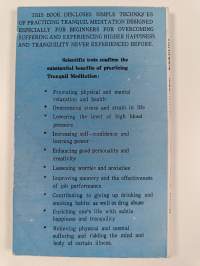 THIS BOOK DISCLOSES SIMPLE TECHNIQUES
OF PRACTICING TRANQUIL MEDITATION DESIGNED
ESPECIALLY FOR BEGINNERS FOR OVERCOMING
SUFFERING AND EXPERIENCING HIGHER HAPPINESS
AND TRANQUILITY NEVER EXPERIENCED BEFORE.
Scientific tests confirm the
substantial benefits of practicing
Tranquil Meditation:
• Promoting physical and mental
relaxation and health
• Overcoming stress and strain in life
• Lowering the level of high blood
pressure
• Increasing self-confidence and
learning power
• Enhancing good personality and
creativity
• Lessening worries and anxieties
• Improving memory and the effectiveness
of job performance
• Contributing to giving up drinking and
smoking habits as well as drug abuse
• Enriching one's life with subtle
happiness and tranquility
• Relieving physical and mental
suffering and ridding the mind and
body of certain illness.